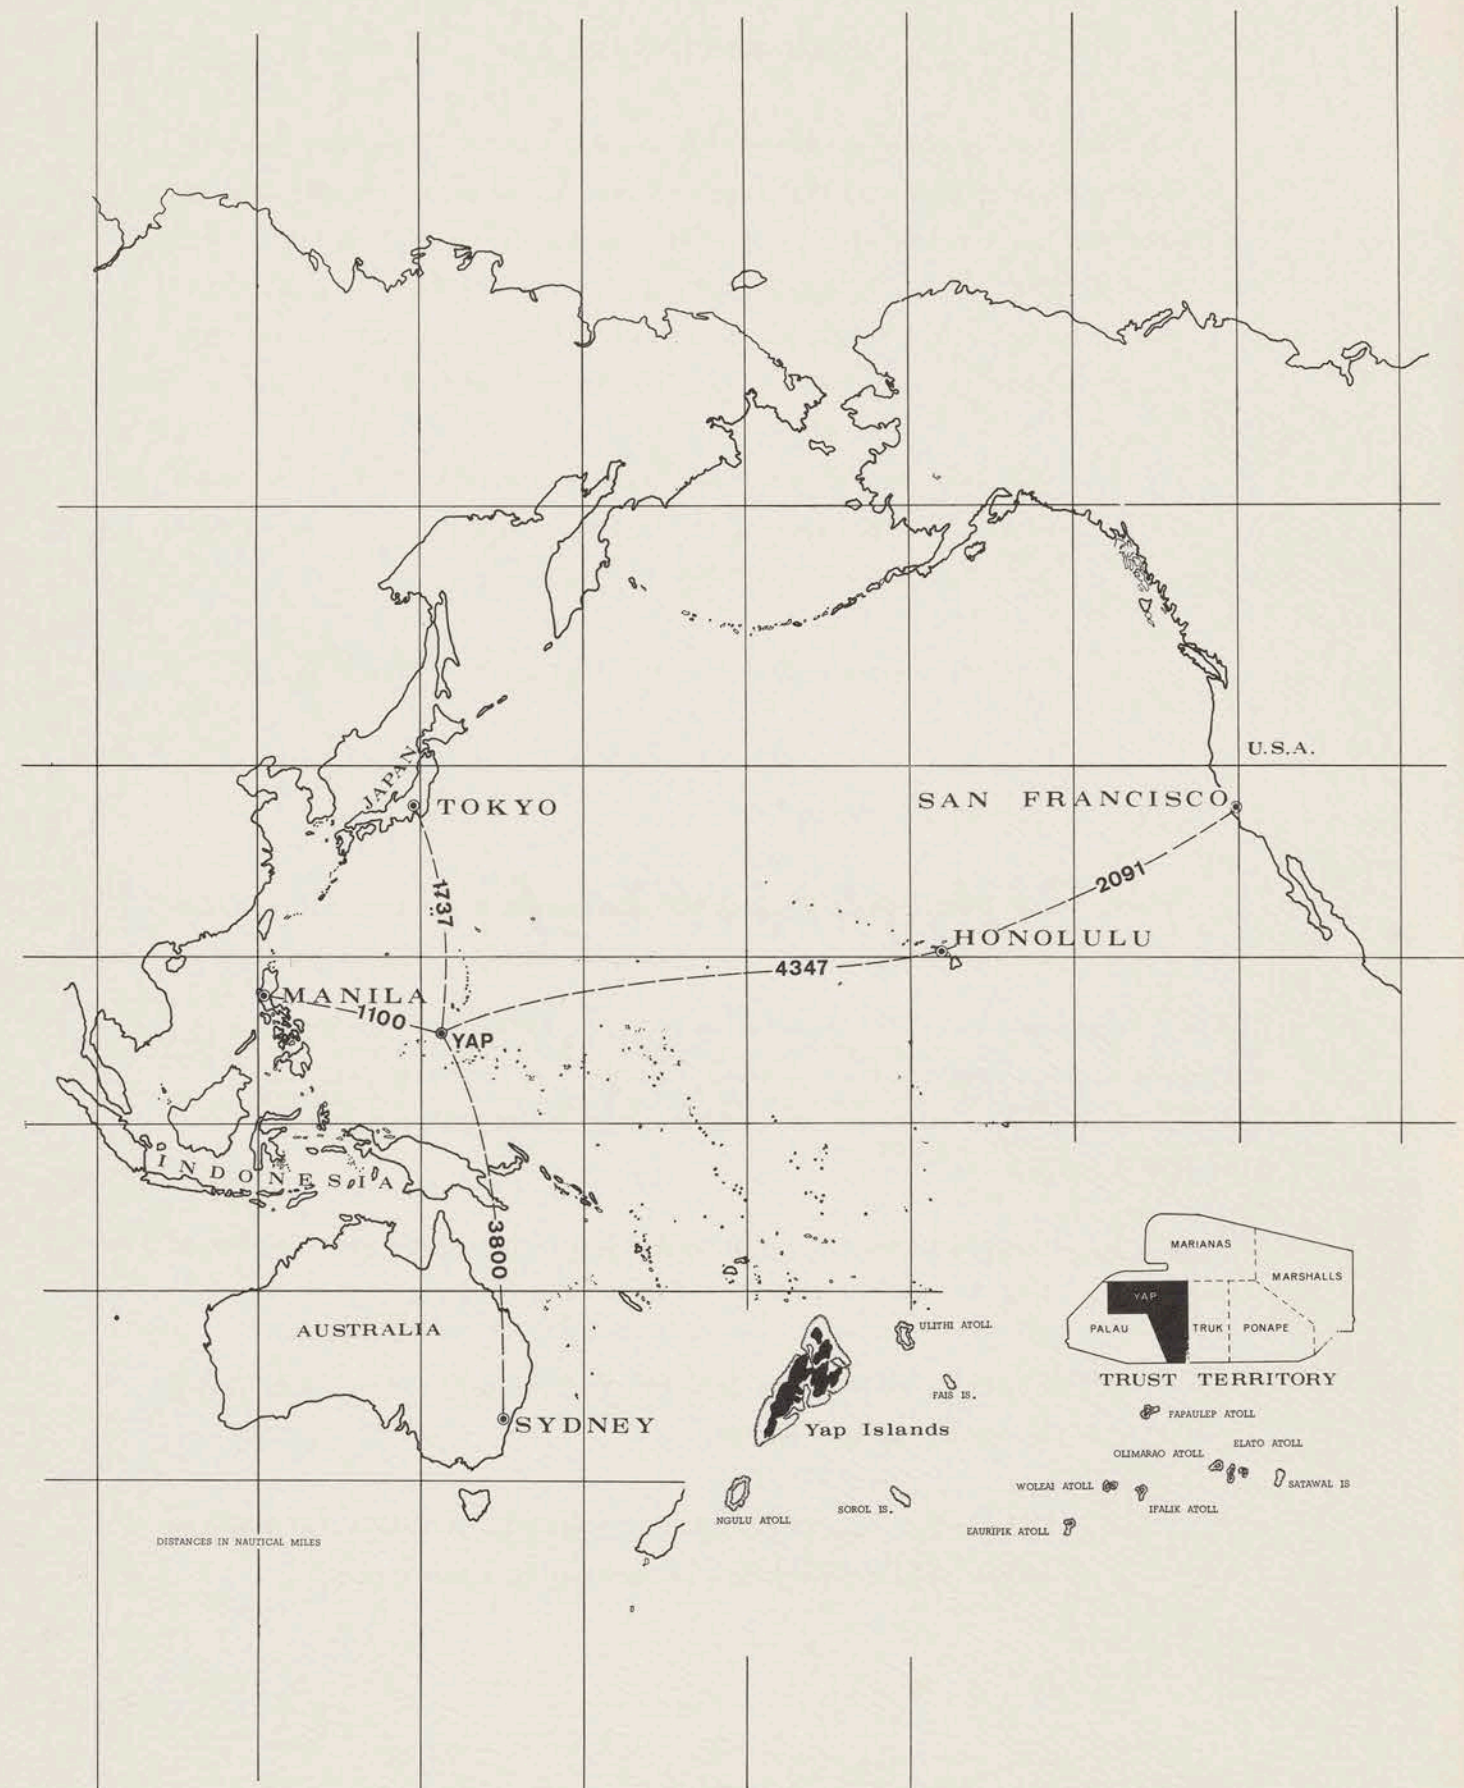 U.S.A.
JAPAN
TOKYO
SAN FRANCISCO
1737
2091
HONOLULU
4347
MANILA
1100
YAP
INDONESIA
3800
AUSTRALIA
SYDNEY
MARIANAS
MARSHALLS
YAP
PALAU
TRUK
PONAPE
TRUST TERRITORY
ULITHI ATOLL
FAIS IS.
Yap Islands
FAPAULEP ATOLL
ELATO ATOLL
OLIMARAO ATOLL
WOLEAI ATOLL
SATAWAL IS
IFALIK ATOLL
NGULU ATOLL
SOROL IS.
EAURIPIK ATOLL
DISTANCES IN NAUTICAL MILES